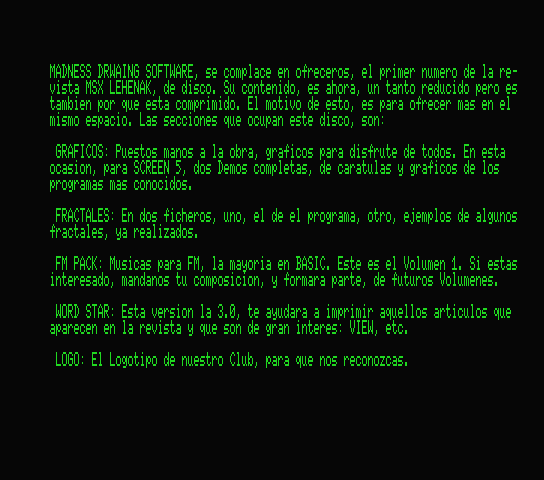 MADNESS DRWAING SOFTWARE, se complace en ofreceros, el primer numero de la re-
vista MSX LEHENAK, de disco. Su contenido, es ahora, un tanto reducido pero es
tambien por que esta comprimido. El motivo de esto, es para ofrecer mas en el
mismo espacio. Las secciones que ocupan este disco, son:
GRAFICOS: Puestos manos a la obra, graficos para disfrute de todos. En esta
ocasion, para SCREEN 5, dos Demos completas, de caratulas y graficos de los
programas mas conocidos.
FRACTALES: En dos ficheros, uno, el de el programa, otro, ejemplos de algunos
fractales, ya realizados.
FM PACK: Musicas para FM, la mayoria en BASIC. Este es el Volumen 1. Si estas
interesado, mandanos tu composicion, y formara parte, de futuros Volumenes.
WORD STAR: Esta version la 3.0, te ayudara a imprimir aquellos articulos que
aparecen en la revista y que son de gran interes: VIEW, etc.
LOGO: El Logotipo de nuestro Club, para que nos reconozcas.